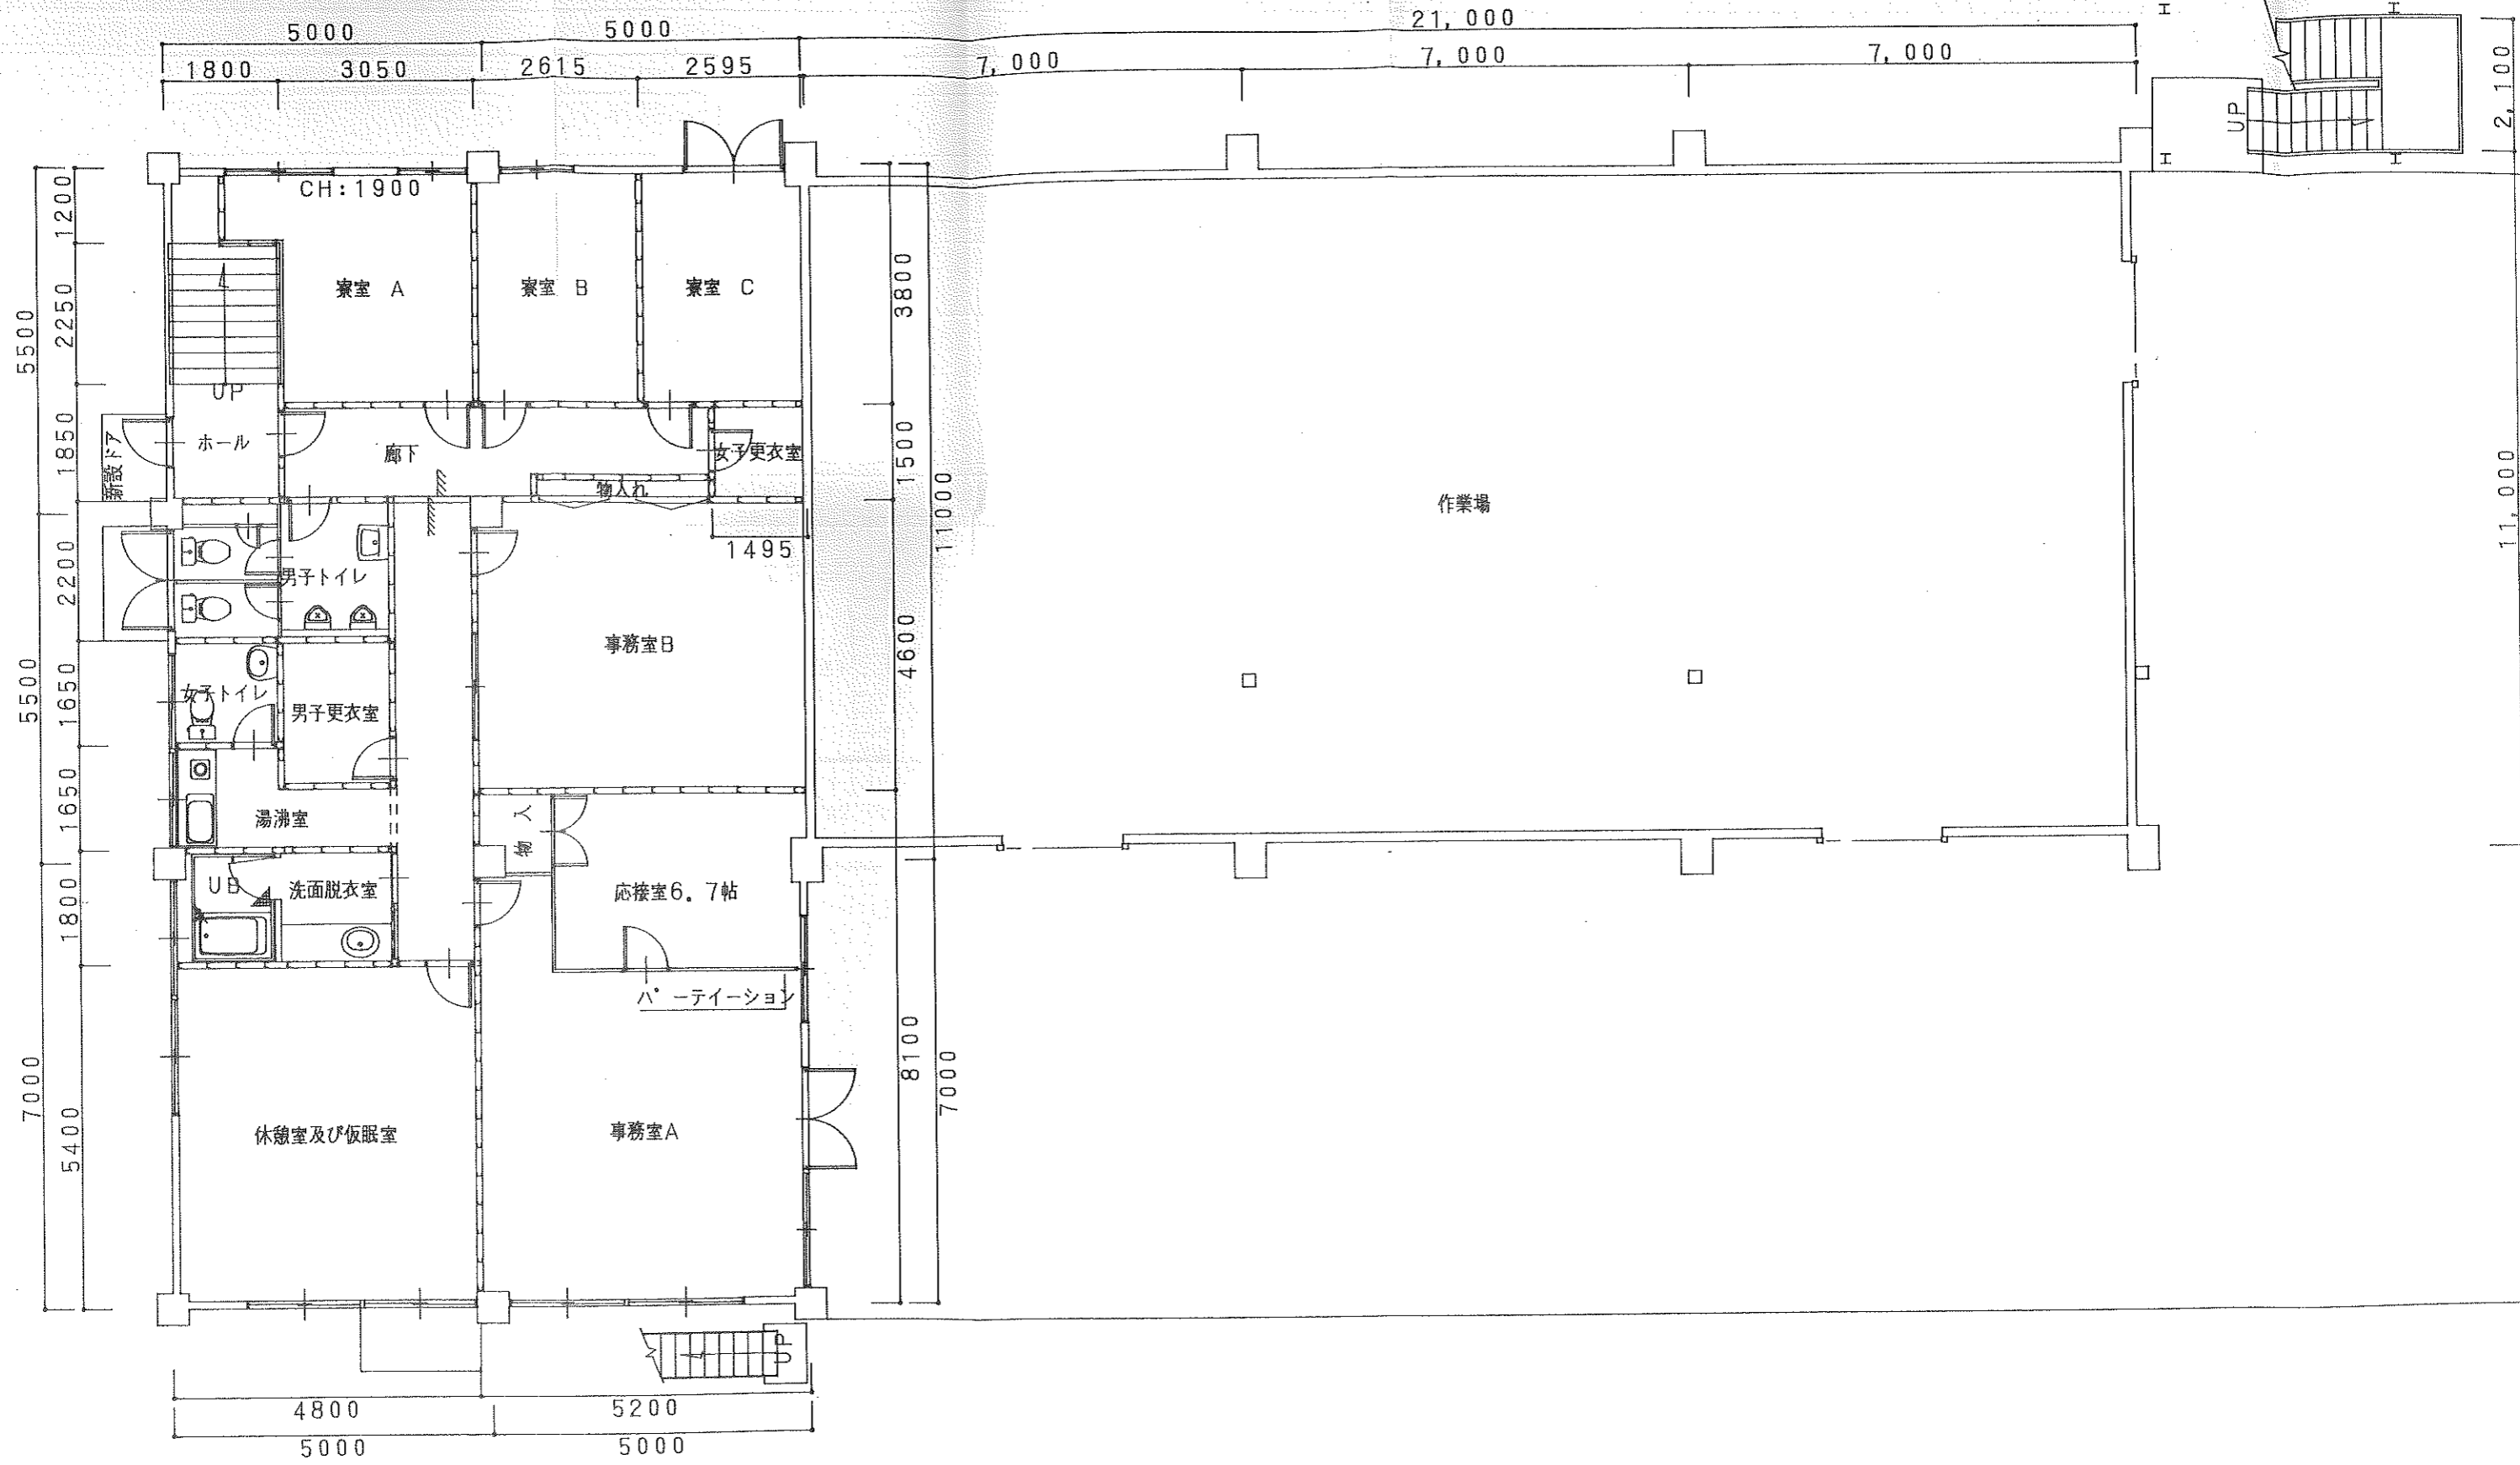 5000
5000
21,000
1800
3050
2615
2595
7,000
7,000
7,000
2,100
UP
CH:1900
1200
2250
5500
1850
寮室 A
寮室 B
寮室 C
3800
UP
新設ドア
ホール
廊下
女子更衣室
物入れ
1500
11000
作業場
11,000
1495
2200
男子トイレ
事務室B
4600
5500
1650
女子トイレ
男子更衣室
1650
湯沸室
物入
UB
洗面脱衣室
応接室6.7帖
1800
パーテイーション
7000
5400
8100
7000
休憩室及び仮眠室
事務室A
UP
4800
5200
5000
5000